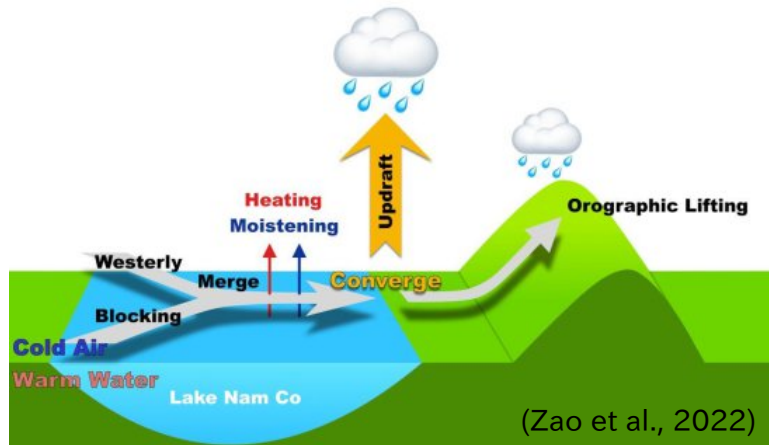 Heating
Moistening
Updraft
Orographic Lifting
Westerly
Merge
Converge
Blocking
Cold Air
Warm Water
Lake Nam Co
(Zao et al., 2022)